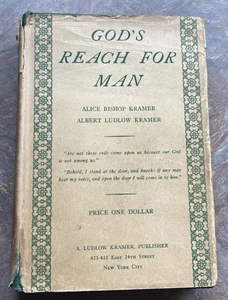 GOD'S
REACH FOR
MAN
ALICE BISHOP KRAMER
ALBERT LUDLOW KRAMER
"Are not these evils come upon us because our God
is not among us."
"Behold, I stand at the door, and knock: if any man
hear my voice, and open the door I will come in to him."
PRICE ONE DOLLAR
A. LUDLOW KRAMER, PUBLISHER
EAST 24TH STREET
NEW YORK CITY